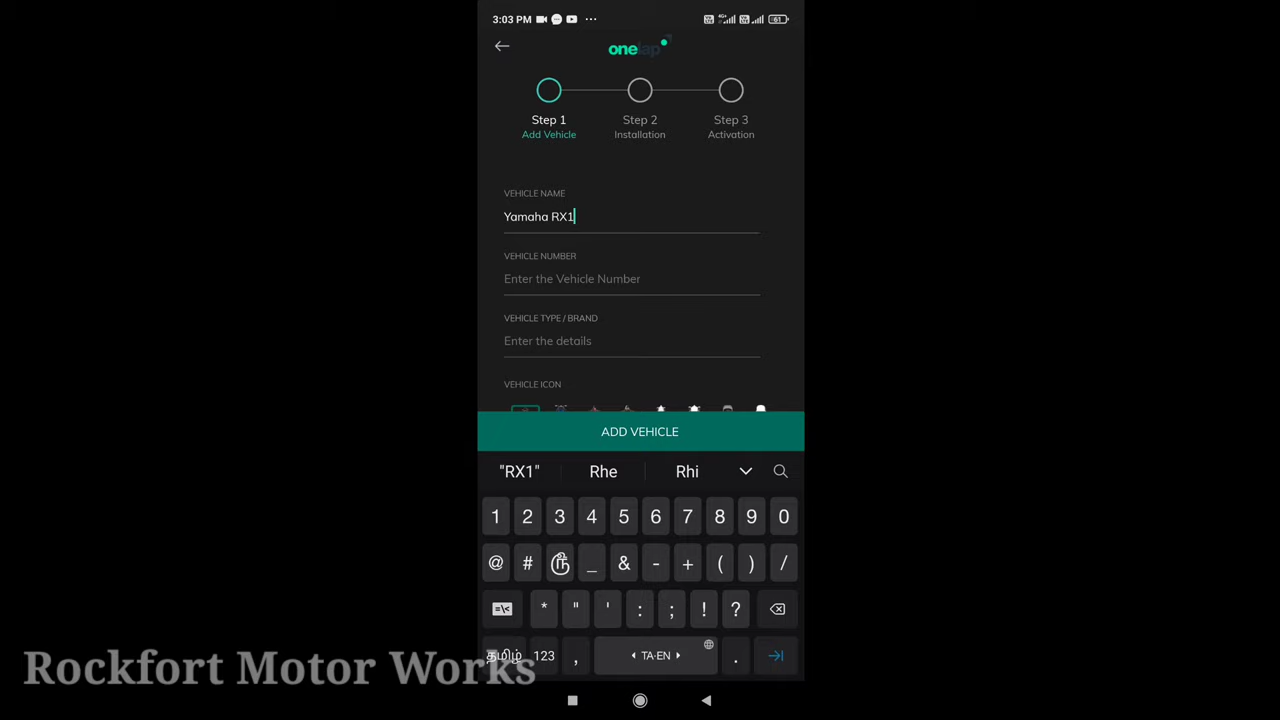 3:03 PM ...
61
onelap
Step 1
Add Vehicle
Step 2
Installation
Step 3
Activation
VEHICLE NAME
Yamaha RX1
VEHICLE NUMBER
Enter the Vehicle Number
VEHICLE TYPE / BRAND
Enter the details
VEHICLE ICON
ADD VEHICLE
"RX1" Rhe Rhi
1 2 3 4 5 6 7 8 9 0
@ # ௹ _ & - + ( ) /
=\< * " ' : ; ! ?
தமிழ் 123 , TA-EN .
Rockfort Motor Works